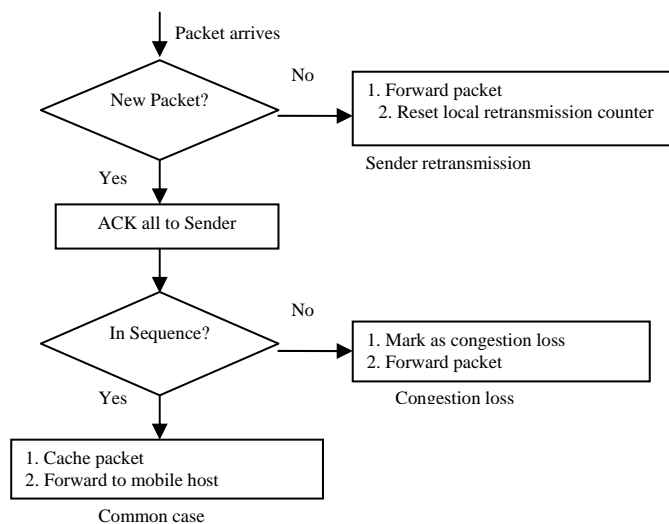 Packet arrives
New Packet?
No
1. Forward packet
2. Reset local retransmission counter
Sender retransmission
Yes
ACK all to Sender
In Sequence?
No
1. Mark as congestion loss
2. Forward packet
Congestion loss
Yes
1. Cache packet
2. Forward to mobile host
Common case